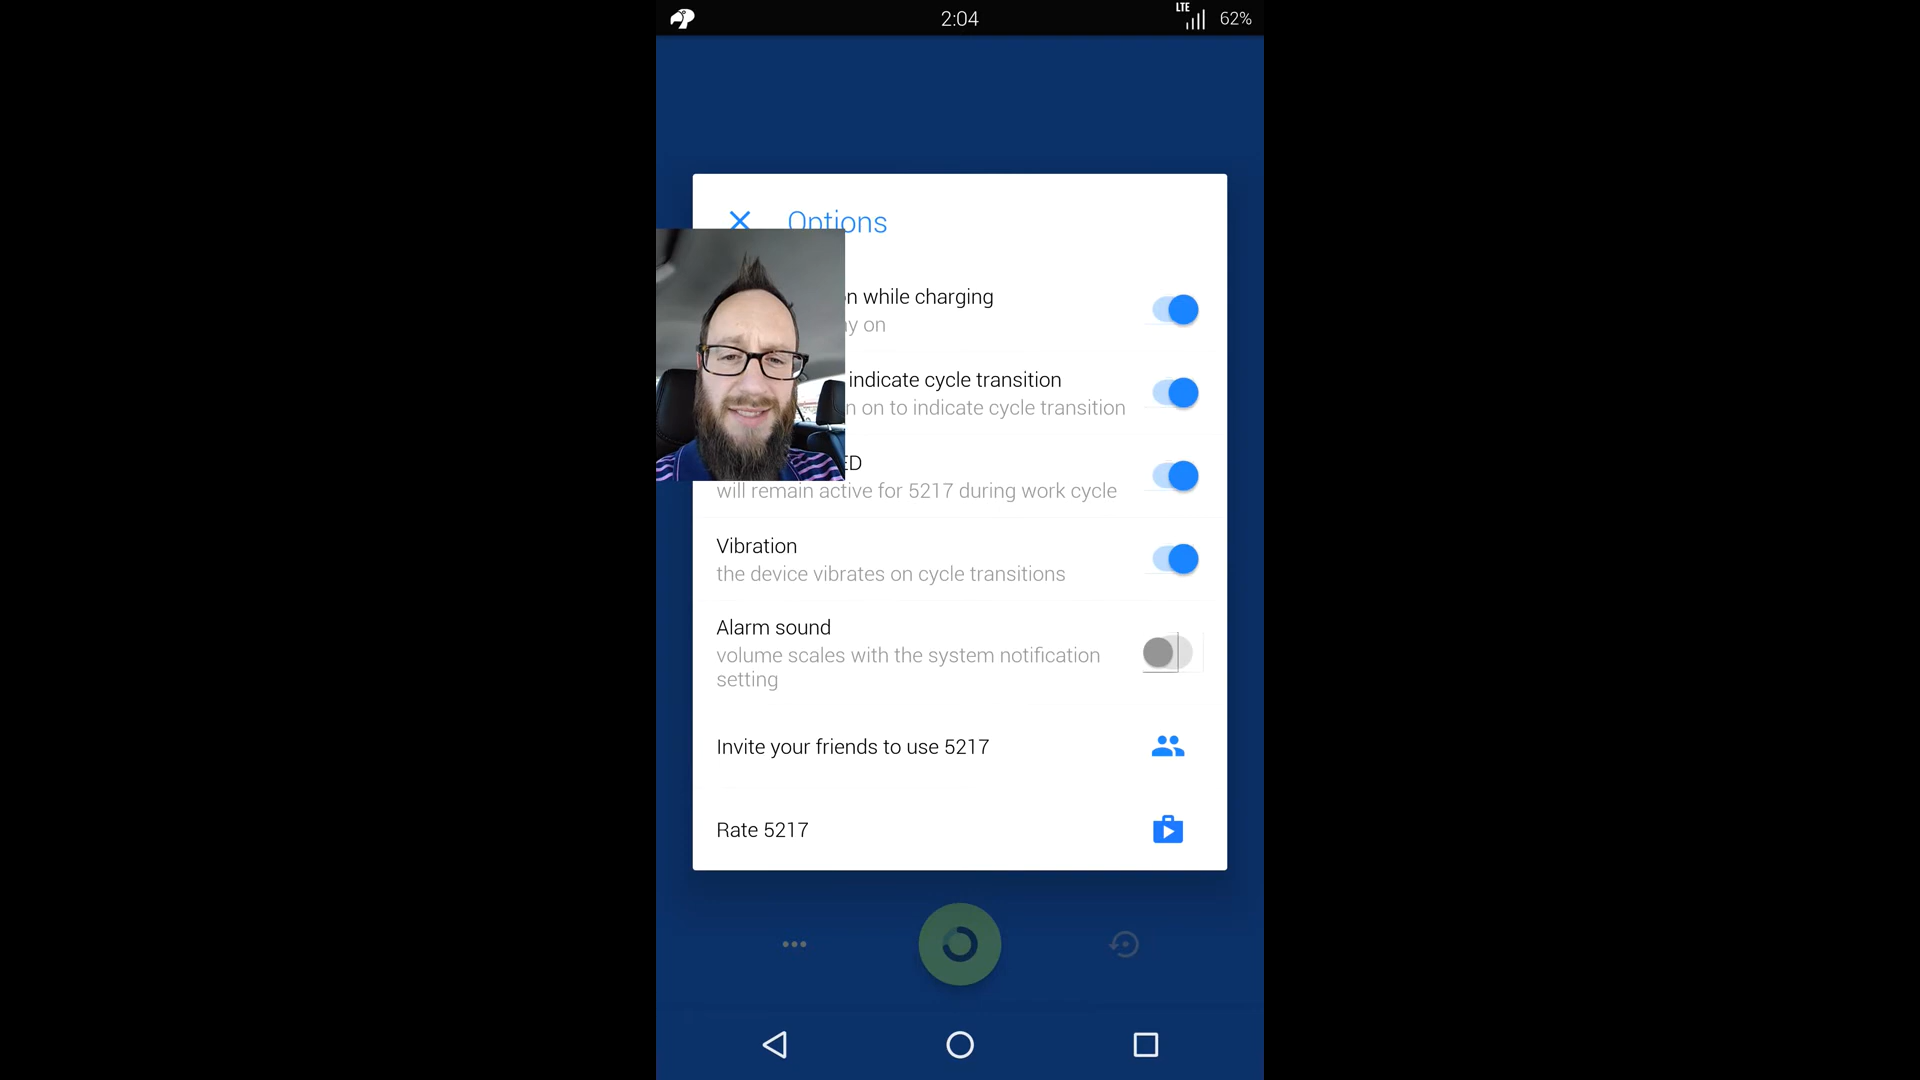 2:04
LTE
62%
Options
n while charging
y on
indicate cycle transition
n on to indicate cycle transition
ED
will remain active for 5217 during work cycle
Vibration
the device vibrates on cycle transitions
Alarm sound
volume scales with the system notification
setting
Invite your friends to use 5217
Rate 5217